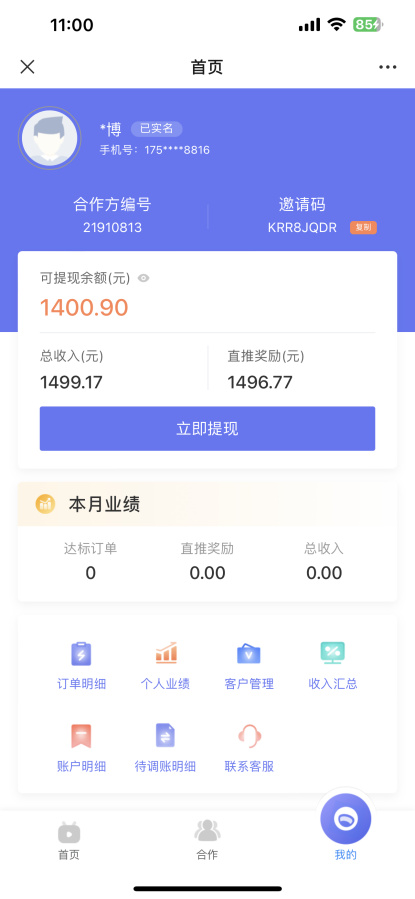 11:00
85
首页
*博 已实名
手机号：175****8816
合作方编号 邀请码
21910813 KRR8JQDR 复制
可提现余额(元)
1400.90
总收入(元) 直推奖励(元)
1499.17 1496.77
立即提现
本月业绩
达标订单 直推奖励 总收入
0 0.00 0.00
订单明细 个人业绩 客户管理 收入汇总
账户明细 待调账明细 联系客服
首页 合作 我的